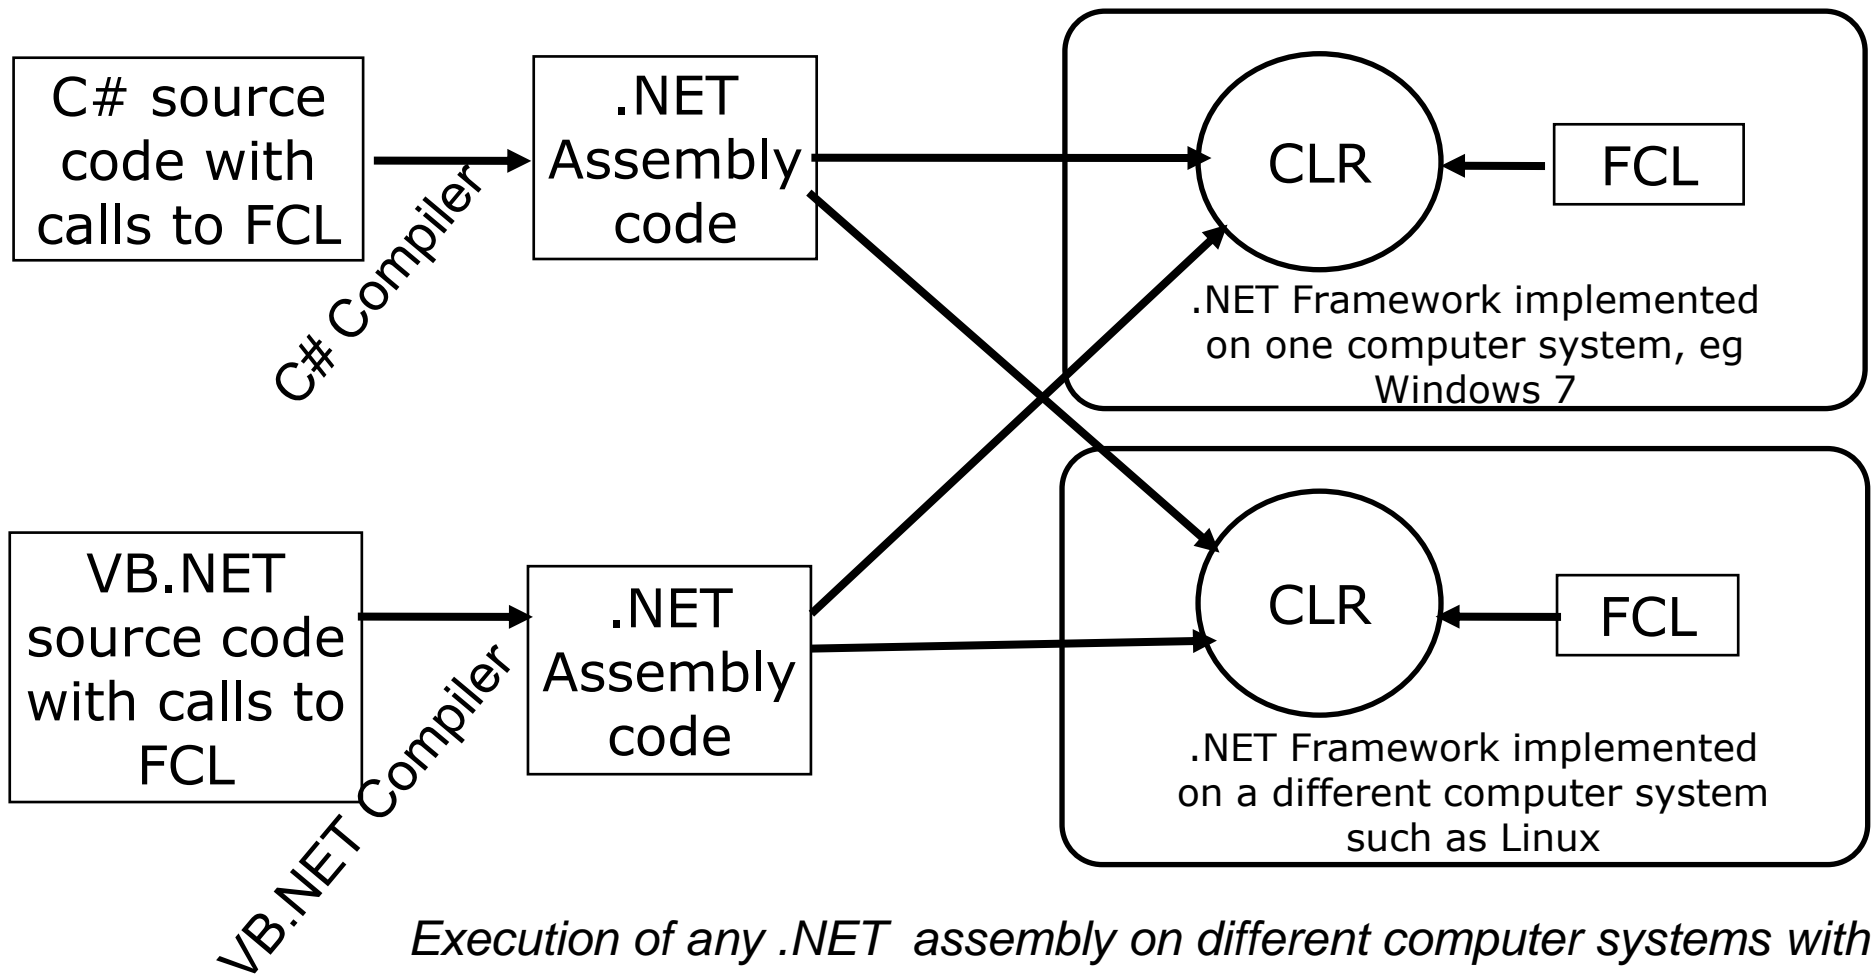 C# source
code with
calls to FCL
C# Compiler
.NET
Assembly
code
CLR
FCL
.NET Framework implemented
on one computer system, eg
Windows 7
VB.NET
source code
with calls to
FCL
VB.NET Compiler
.NET
Assembly
code
CLR
FCL
.NET Framework implemented
on a different computer system
such as Linux
Execution of any .NET assembly on different computer systems with